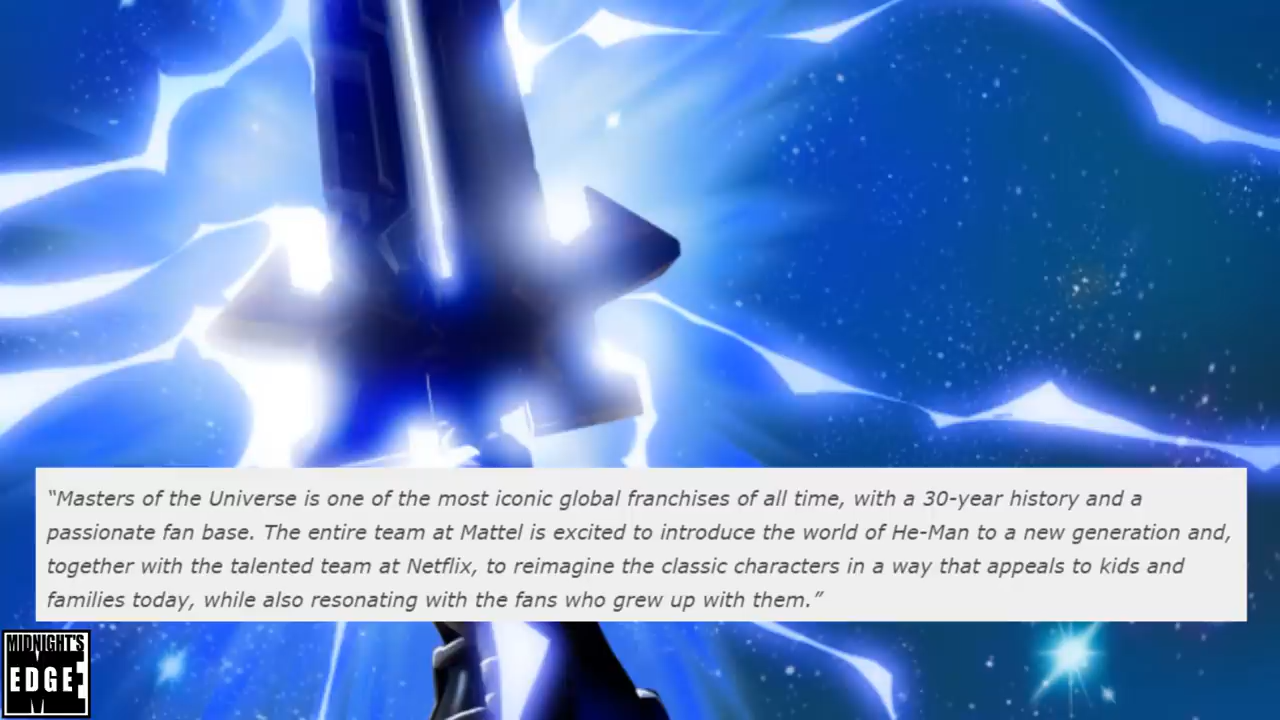 “Masters of the Universe is one of the most iconic global franchises of all time, with a 30-year history and a
passionate fan base. The entire team at Mattel is excited to introduce the world of He-Man to a new generation and,
together with the talented team at Netflix, to reimagine the classic characters in a way that appeals to kids and
families today, while also resonating with the fans who grew up with them.”
MIDNIGHT'S
EDGE